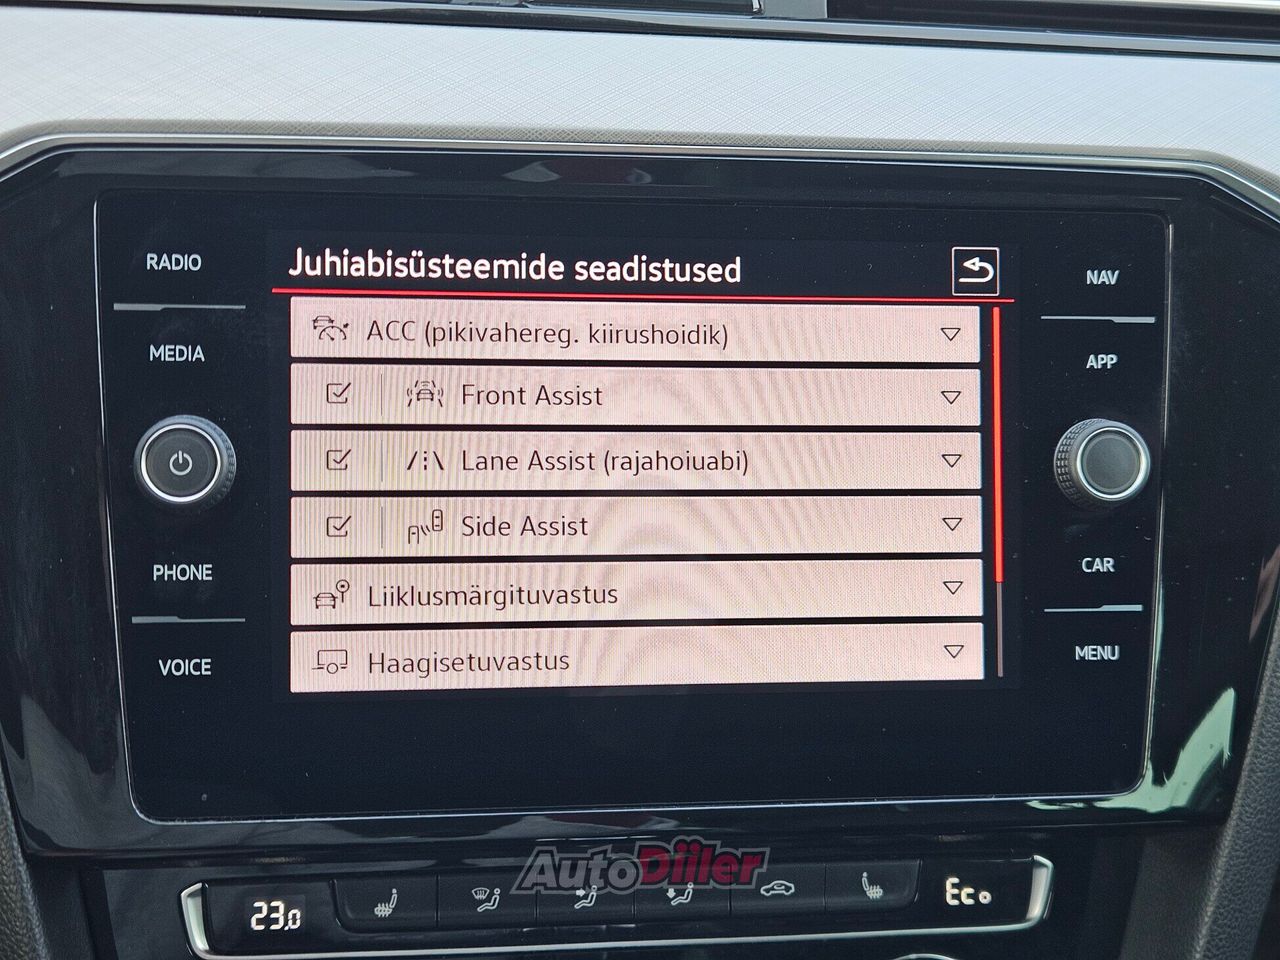 Juhiabisüsteemide seadistused
RADIO
NAV
ACC (pikivahereg. kiirushoidik)
MEDIA
APP
Front Assist
Lane Assist (rajahoiuabi)
Side Assist
PHONE
CAR
Liiklusmärgituvastus
VOICE
MENU
Haagisetuvastus
AutoDiiler
23,0
Eco